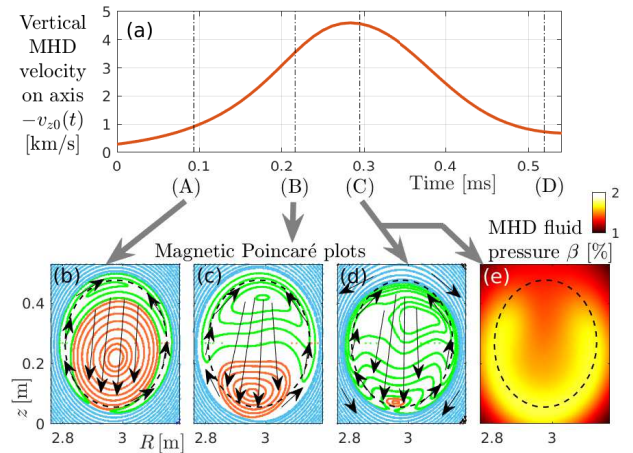 Vertical
MHD
velocity
on axis
−v_{z0}(t)
[km/s]
(a)
5
4
3
2
1
0
0 0.1 0.2 0.3 0.4 0.5
Time [ms]
(A) (B) (C) (D)
Magnetic Poincaré plots
MHD fluid
pressure β [%]
2
1
(b) (c) (d) (e)
z [m]
0.4
0.2
0
2.8 R [m] 3
2.8 3
2.8 3
2.8 3